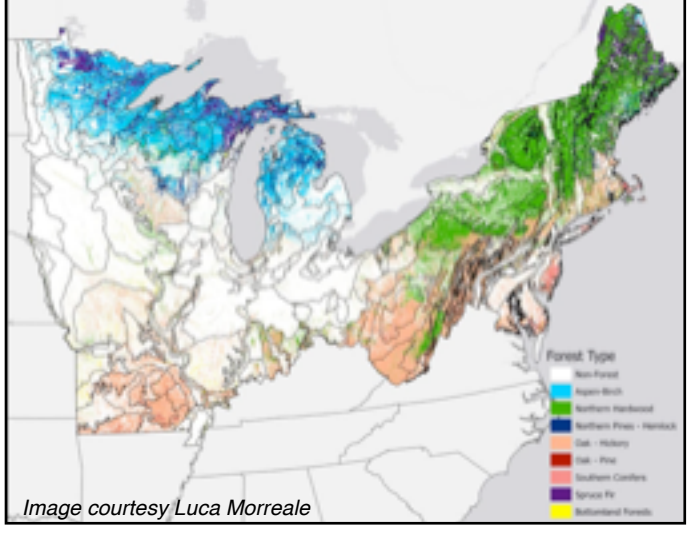 Forest Type
Non-Forest
Aspen-Birch
Northern Hardwood
Northern Pines - Hemlock
Oak - Hickory
Oak - Pine
Southern Conifers
Spruce Fir
Bottomland Forests
Image courtesy Luca Morreale